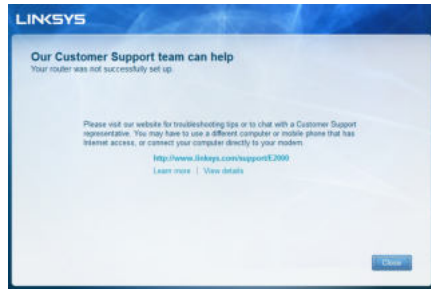 LINKSYS
Our Customer Support team can help
Your router was not successfully set up.
Please visit our website for troubleshooting tips or to chat with a Customer Support
representative. You may have to use a different computer or mobile phone that has
Internet access, or connect your computer directly to your modem.
http://www.linksys.com/support/E2000
Learn more | View details
Close